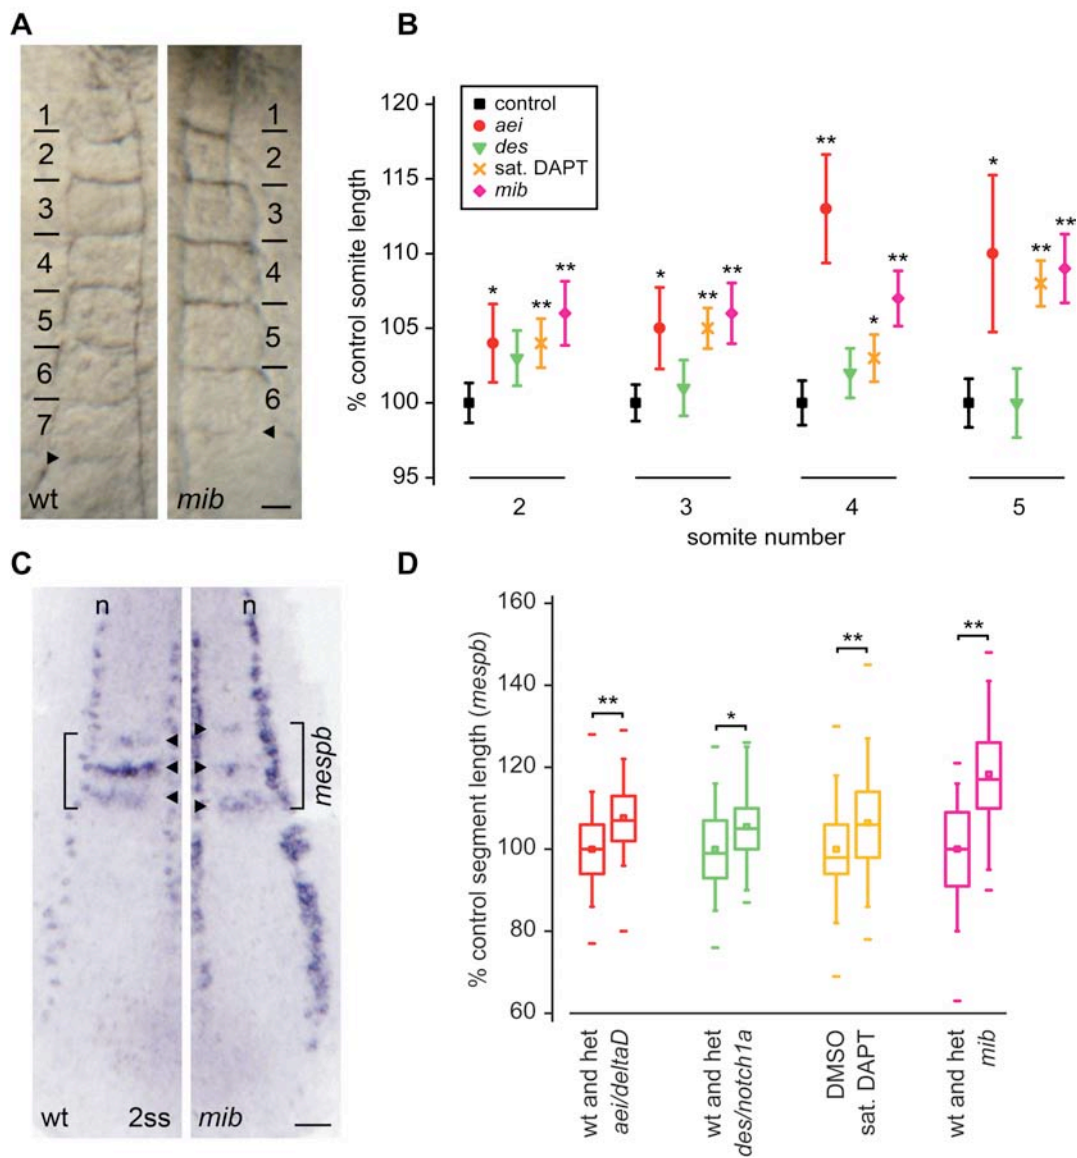 A
1
2
3
4
5
6
7
wt
1
2
3
4
5
6
mib
B
% control somite length
120
115
110
105
100
95
control
aei
des
sat. DAPT
mib
*
**
**
*
**
**
**
*
**
*
**
**
2
3
4
5
somite number
C
n
n
mespb
wt
2ss
mib
D
% control segment length (mespb)
160
140
120
100
80
60
**
*
**
**
wt and het
aei/deltaD
wt and het
des/notch1a
DMSO
sat. DAPT
wt and het
mib